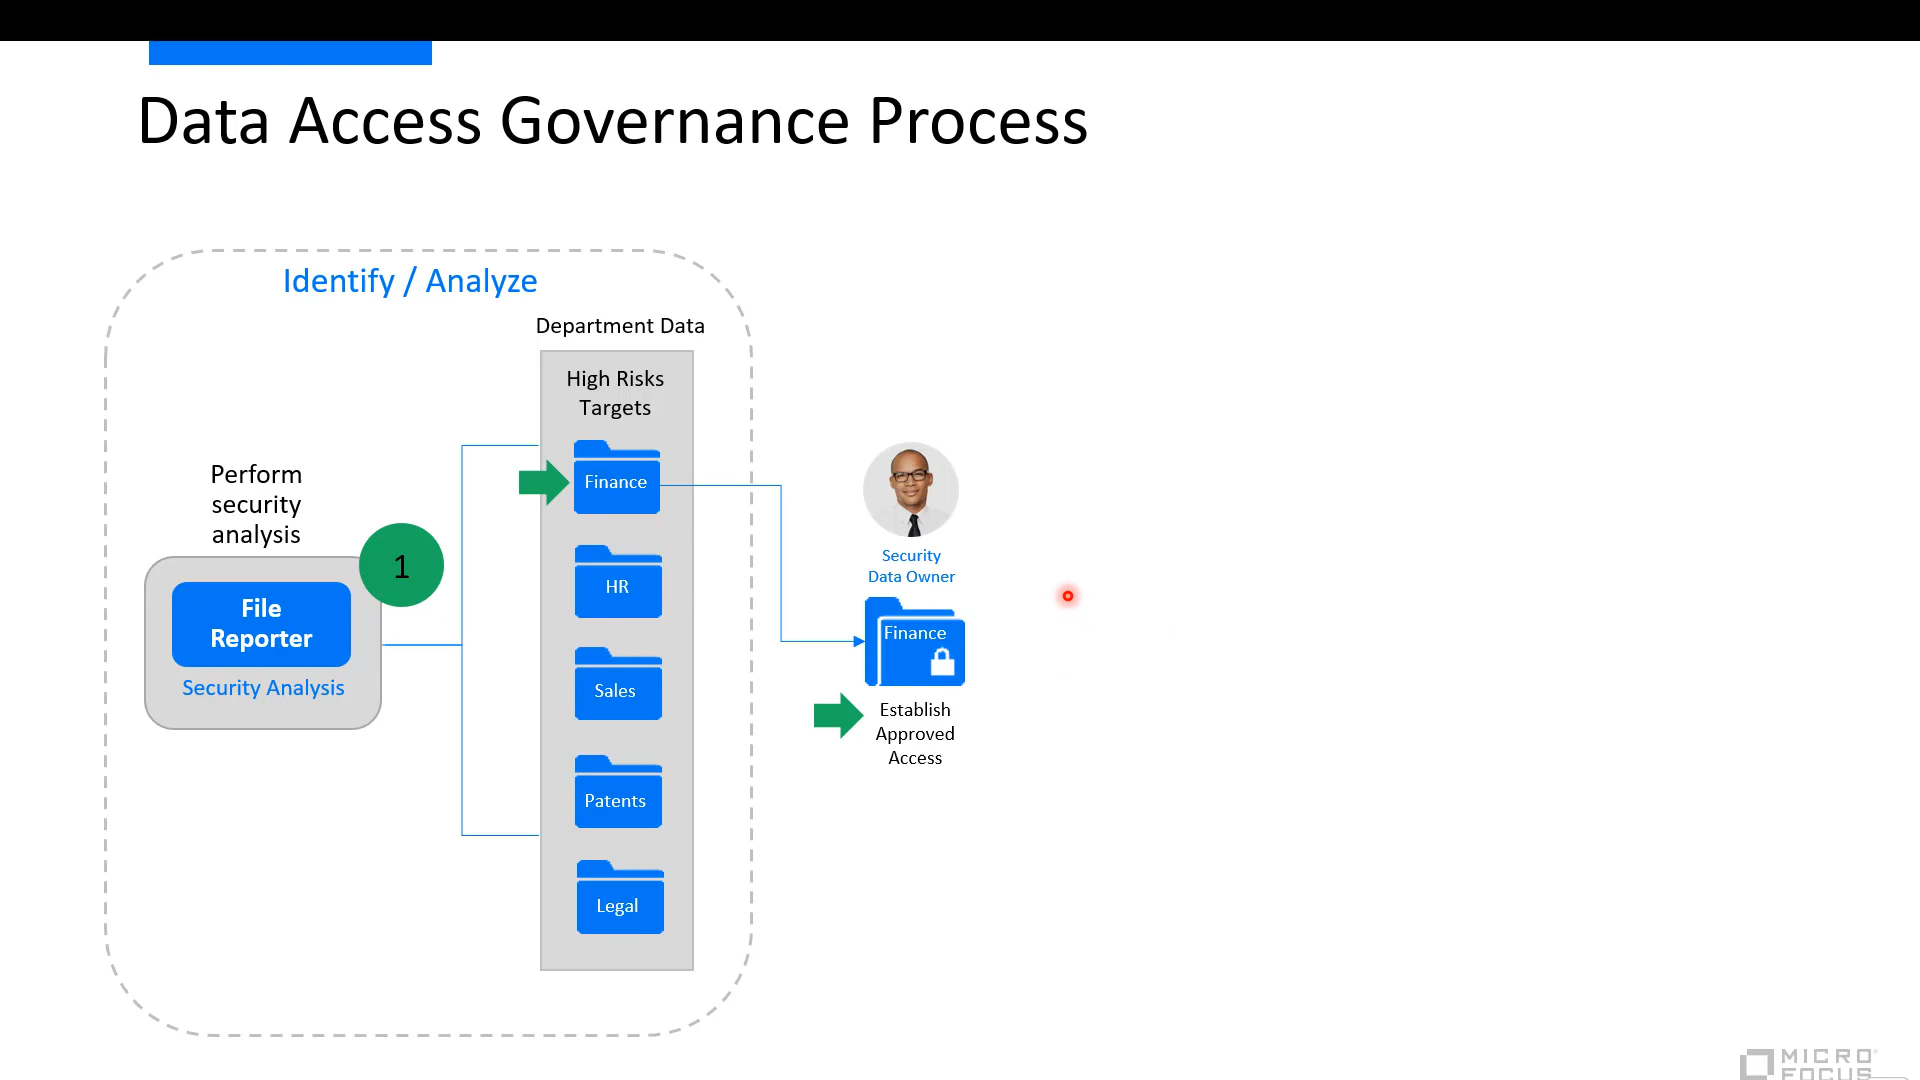 Data Access Governance Process
Identify / Analyze
Department Data
High Risks
Targets
Finance
HR
Sales
Patents
Legal
Perform
security
analysis
1
File
Reporter
Security Analysis
Security
Data Owner
Finance
Establish
Approved
Access
MICRO
FOCUS